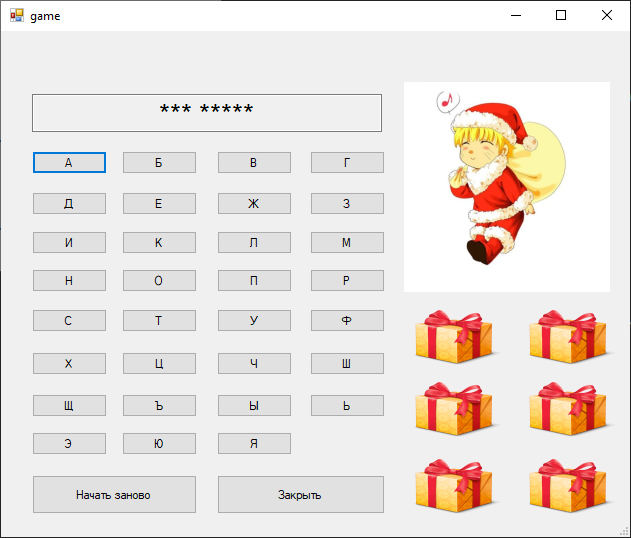 game
*** *****
А Б В Г
Д Е Ж З
И К Л М
Н О П Р
С Т У Ф
Х Ц Ч Ш
Щ Ъ Ы Ь
Э Ю Я
Начать заново Закрыть